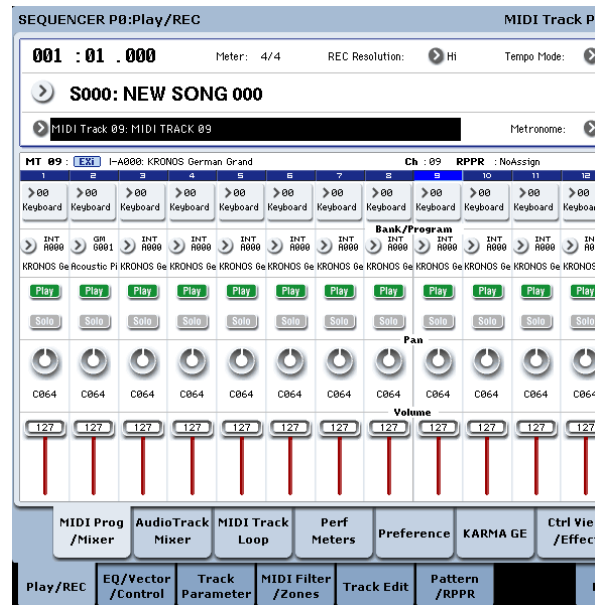 SEQUENCER P0:Play/REC MIDI Track P
001 : 01 . 000 Meter: 4/4 REC Resolution: Hi Tempo Mode:
S000: NEW SONG 000
MIDI Track 09: MIDI TRACK 09 Metronome:
MT 09 : EXi I-A000: KRONOS German Grand Ch : 09 RPPR : NoAssign
1 2 3 4 5 6 7 8 9 10 11 12
00 00 00 00 00 00 00 00 00 00 00 00
Keyboard Keyboard Keyboard Keyboard Keyboard Keyboard Keyboard Keyboard Keyboard Keyboard Keyboard Keyboa
Bank/Program
INT GM INT INT INT INT INT INT INT INT INT IN
A000 G001 A000 A000 A000 A000 A000 A000 A000 A000 A000 A0
KRONOS Ge Acoustic Pi KRONOS Ge KRONOS Ge KRONOS Ge KRONOS Ge KRONOS Ge KRONOS Ge KRONOS Ge KRONOS Ge KRONOS Ge KRONOS
Play Play Play Play Play Play Play Play Play Play Play Play
Solo Solo Solo Solo Solo Solo Solo Solo Solo Solo Solo Solo
Pan
C064 C064 C064 C064 C064 C064 C064 C064 C064 C064 C064 C064
Volume
127 127 127 127 127 127 127 127 127 127 127 127
MIDI Prog AudioTrack MIDI Track Perf Preference KARMA GE Ctrl Vie
/Mixer Mixer Loop Meters /Effec
Play/REC EQ/Vector Track MIDI Filter Track Edit Pattern
/Control Parameter /Zones /RPPR